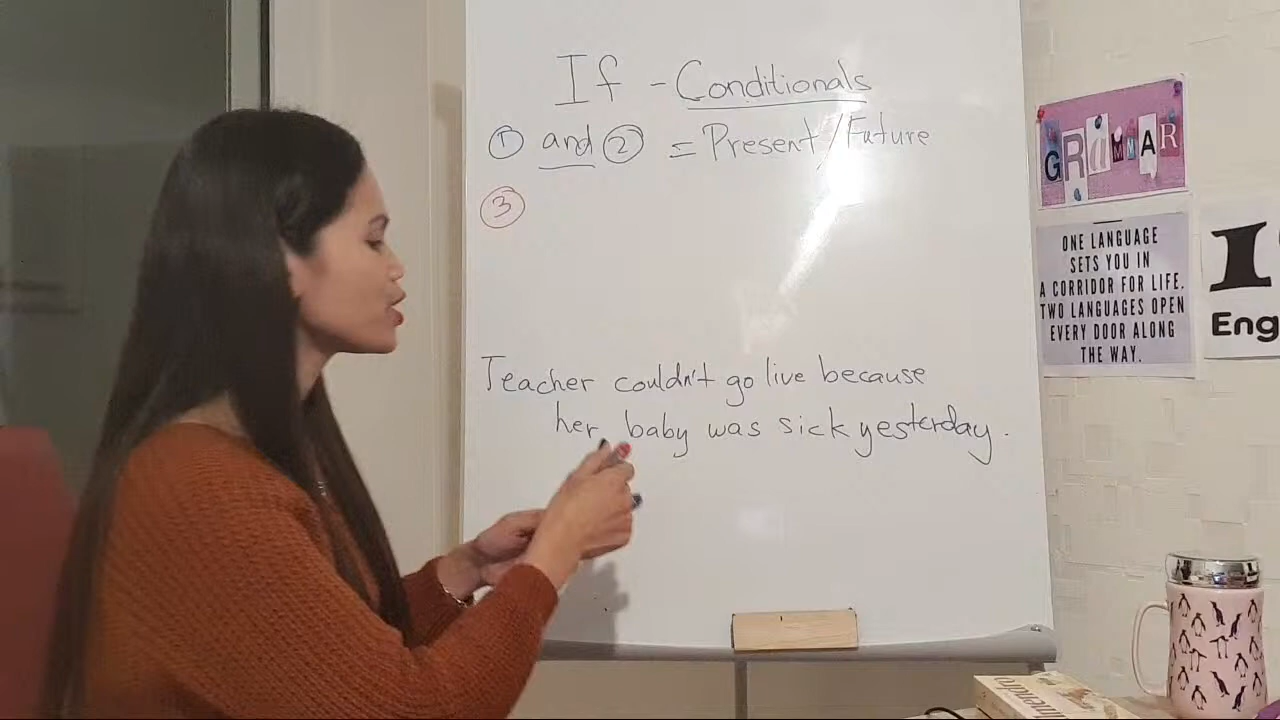 If - Conditionals
① and ② = Present/Future
③
Teacher couldn't go live because
her baby was sick yesterday.
GRAMMAR
ONE LANGUAGE
SETS YOU IN
A CORRIDOR FOR LIFE.
TWO LANGUAGES OPEN
EVERY DOOR ALONG
THE WAY.
I
Eng